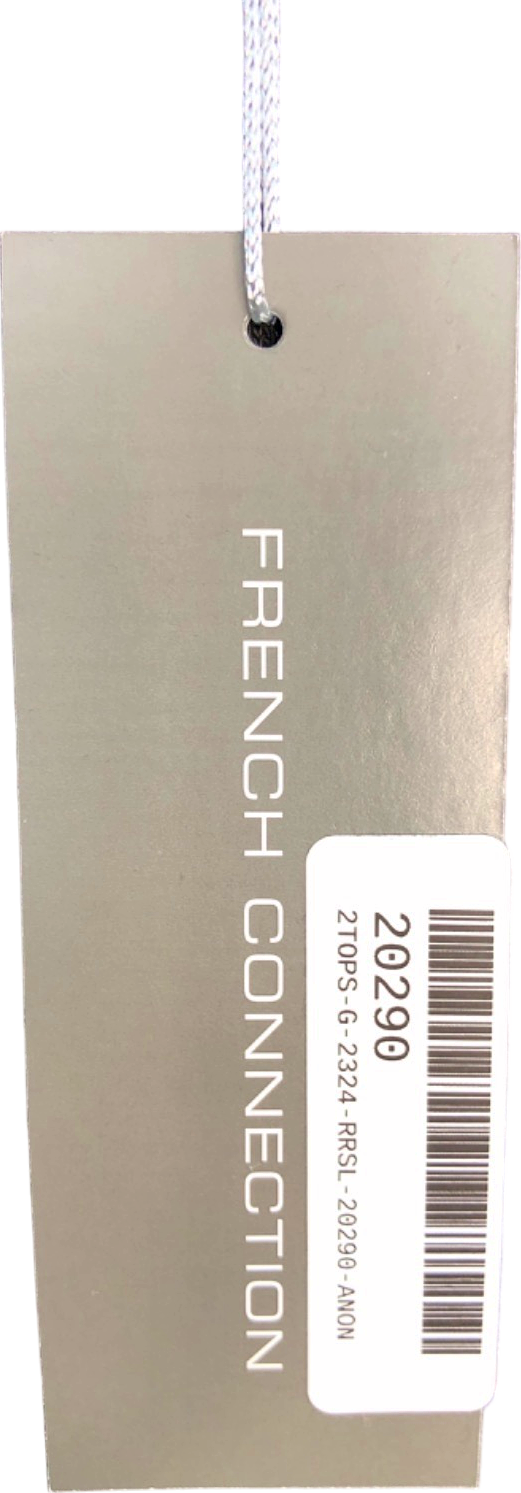 FRENCH CONNECTION
20290
2TOPS-G-2324-RRSL-20290-ANON